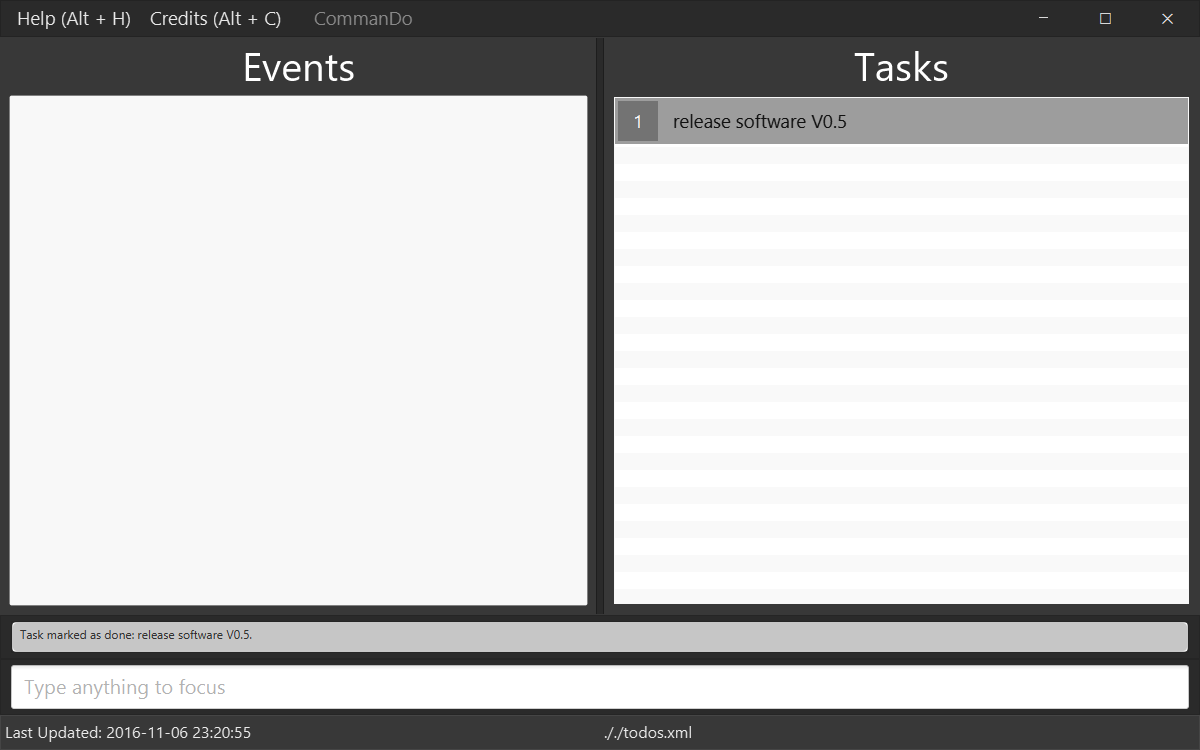 Help (Alt + H) Credits (Alt + C) CommanDo
Events
Tasks
1 release software V0.5
Task marked as done: release software V0.5.
Type anything to focus
Last Updated: 2016-11-06 23:20:55 ././todos.xml